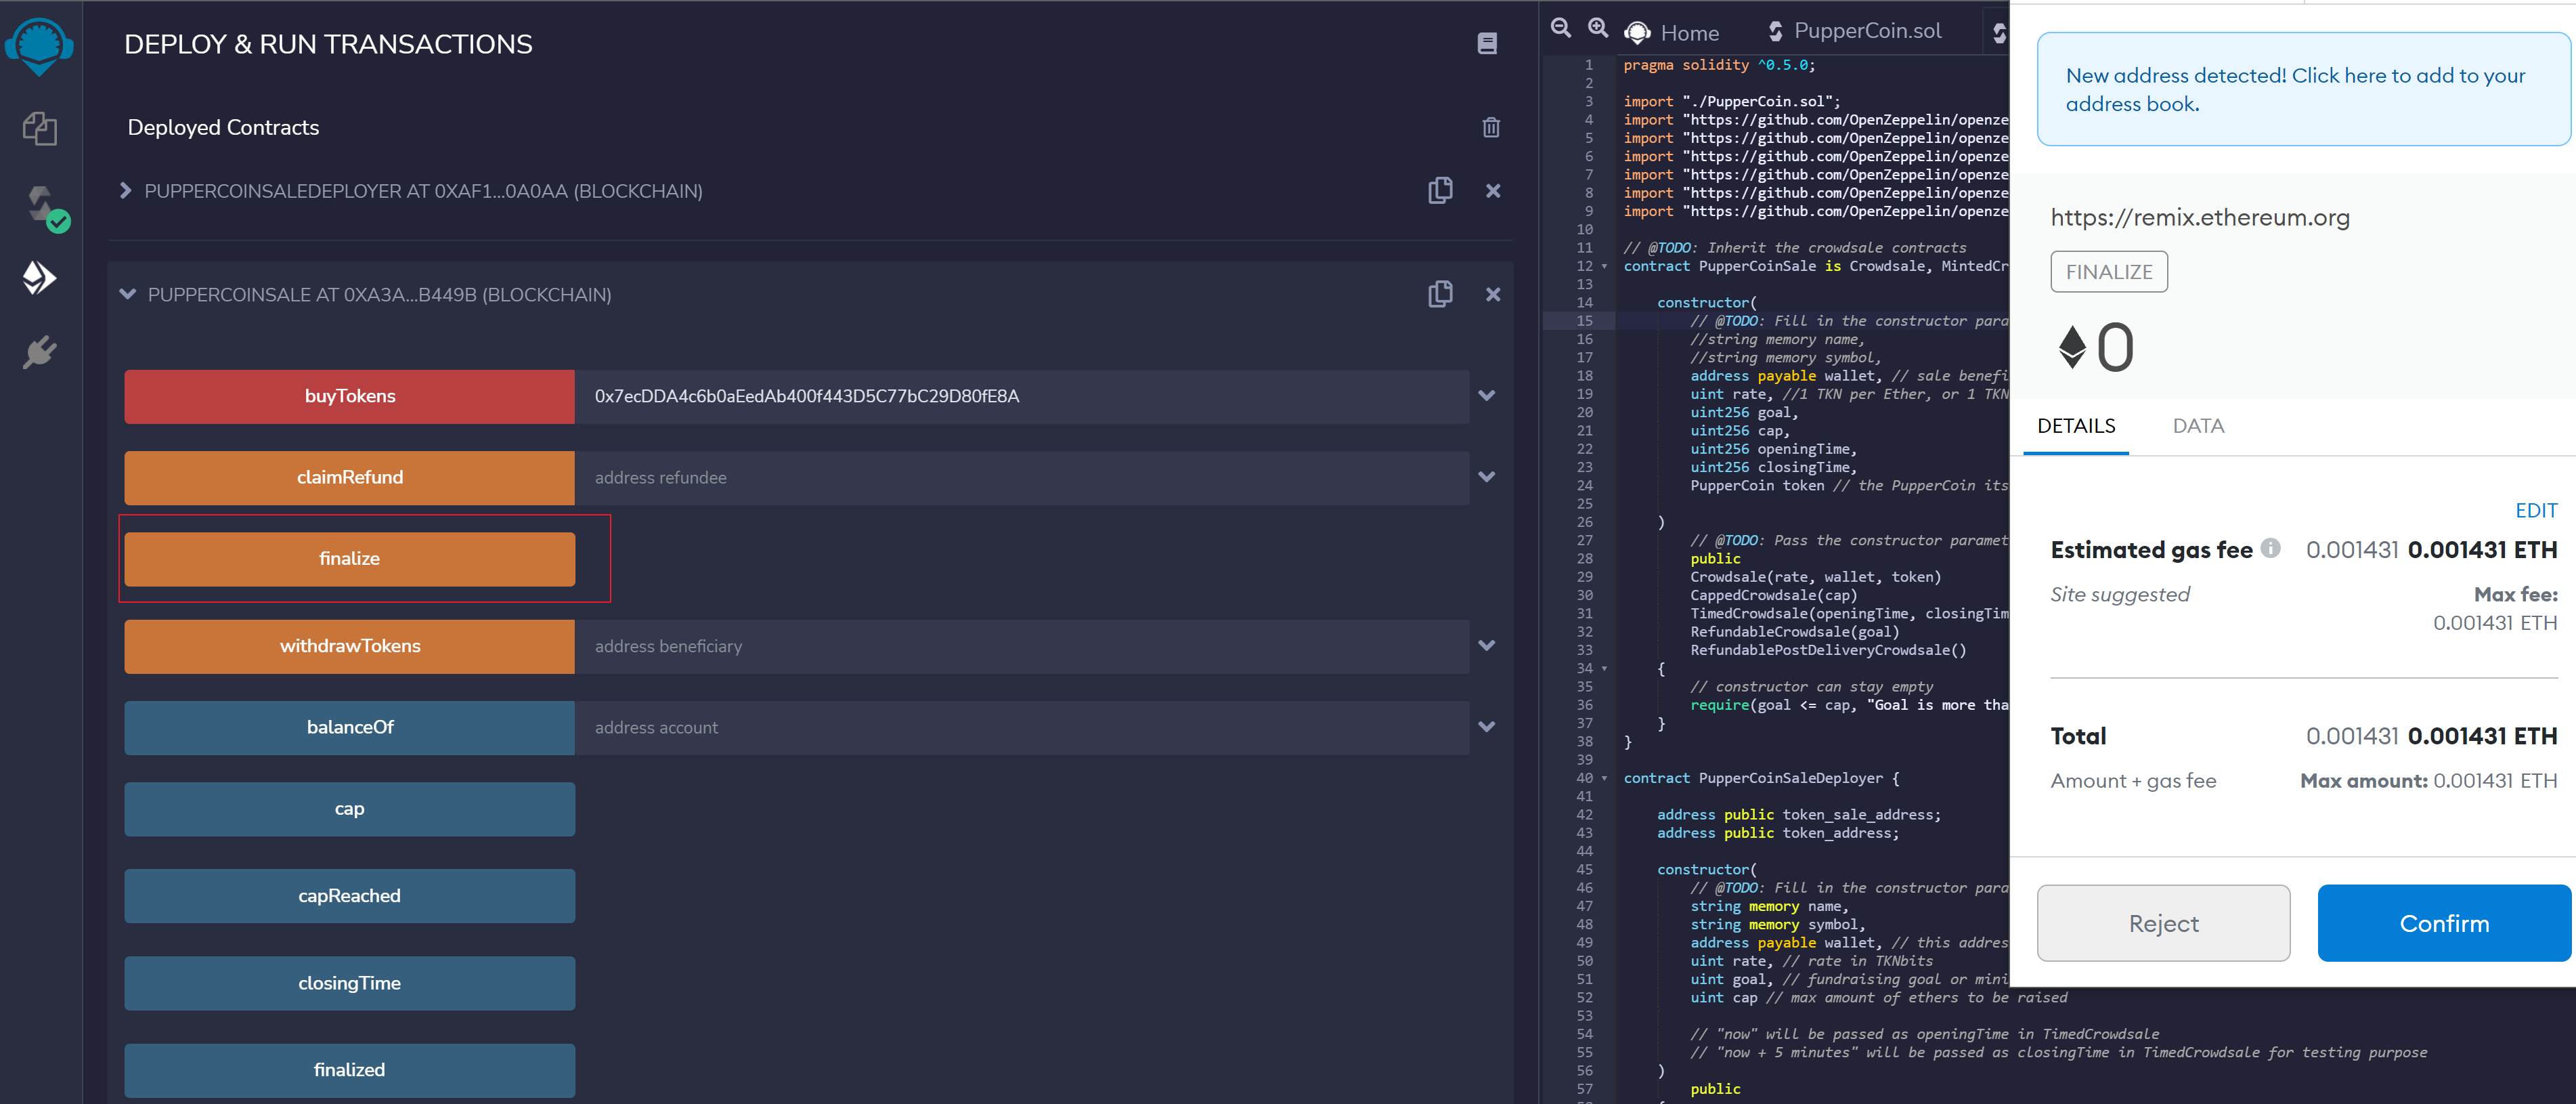 DEPLOY & RUN TRANSACTIONS
Deployed Contracts
PUPPERCOINSALEDEPLOYER AT 0XAF1...0A0AA (BLOCKCHAIN)
PUPPERCOINSALE AT 0XA3A...B449B (BLOCKCHAIN)
buyTokens 0x7ecDDA4c6b0aEedAb400f443D5C77bC29D80fE8A
claimRefund address refundee
finalize
withdrawTokens address beneficiary
balanceOf address account
cap
capReached
closingTime
finalized
Home PupperCoin.sol
1 pragma solidity ^0.5.0;
2
3 import "./PupperCoin.sol";
4 import "https://github.com/OpenZeppelin/openze
5 import "https://github.com/OpenZeppelin/openze
6 import "https://github.com/OpenZeppelin/openze
7 import "https://github.com/OpenZeppelin/openze
8 import "https://github.com/OpenZeppelin/openze
9 import "https://github.com/OpenZeppelin/openze
10
11 // @TODO: Inherit the crowdsale contracts
12 contract PupperCoinSale is Crowdsale, MintedCr
13
14 constructor(
15 // @TODO: Fill in the constructor para
16 //string memory name,
17 //string memory symbol,
18 address payable wallet, // sale benefi
19 uint rate, //1 TKN per Ether, or 1 TKN
20 uint256 goal,
21 uint256 cap,
22 uint256 openingTime,
23 uint256 closingTime,
24 PupperCoin token // the PupperCoin its
25
26 )
27 // @TODO: Pass the constructor paramet
28 public
29 Crowdsale(rate, wallet, token)
30 CappedCrowdsale(cap)
31 TimedCrowdsale(openingTime, closingTim
32 RefundableCrowdsale(goal)
33 RefundablePostDeliveryCrowdsale()
34 {
35 // constructor can stay empty
36 require(goal <= cap, "Goal is more tha
37 }
38 }
39
40 contract PupperCoinSaleDeployer {
41
42 address public token_sale_address;
43 address public token_address;
44
45 constructor(
46 // @TODO: Fill in the constructor para
47 string memory name,
48 string memory symbol,
49 address payable wallet, // this addres
50 uint rate, // rate in TKNbits
51 uint goal, // fundraising goal or mini
52 uint cap // max amount of ethers to be raised
53
54 // "now" will be passed as openingTime in TimedCrowdsale
55 // "now + 5 minutes" will be passed as closingTime in TimedCrowdsale for testing purpose
56 )
57 public
New address detected! Click here to add to your
address book.
https://remix.ethereum.org
FINALIZE
0
DETAILS DATA
EDIT
Estimated gas fee 0.001431 0.001431 ETH
Site suggested Max fee:
0.001431 ETH
Total 0.001431 0.001431 ETH
Amount + gas fee Max amount: 0.001431 ETH
Reject Confirm